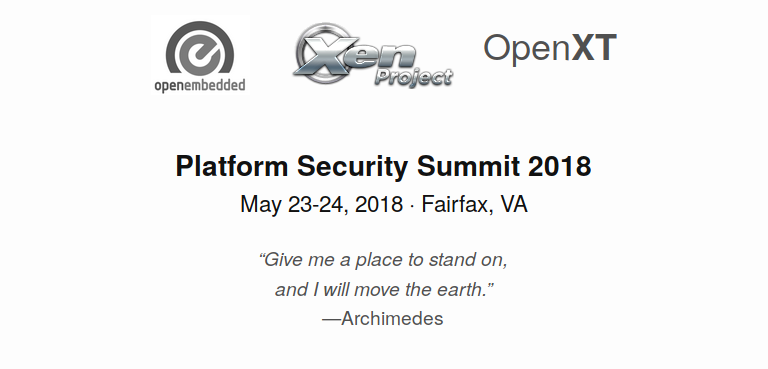 openembedded
Xen
Project
OpenXT
Platform Security Summit 2018
May 23-24, 2018 · Fairfax, VA
“Give me a place to stand on,
and I will move the earth.”
—Archimedes